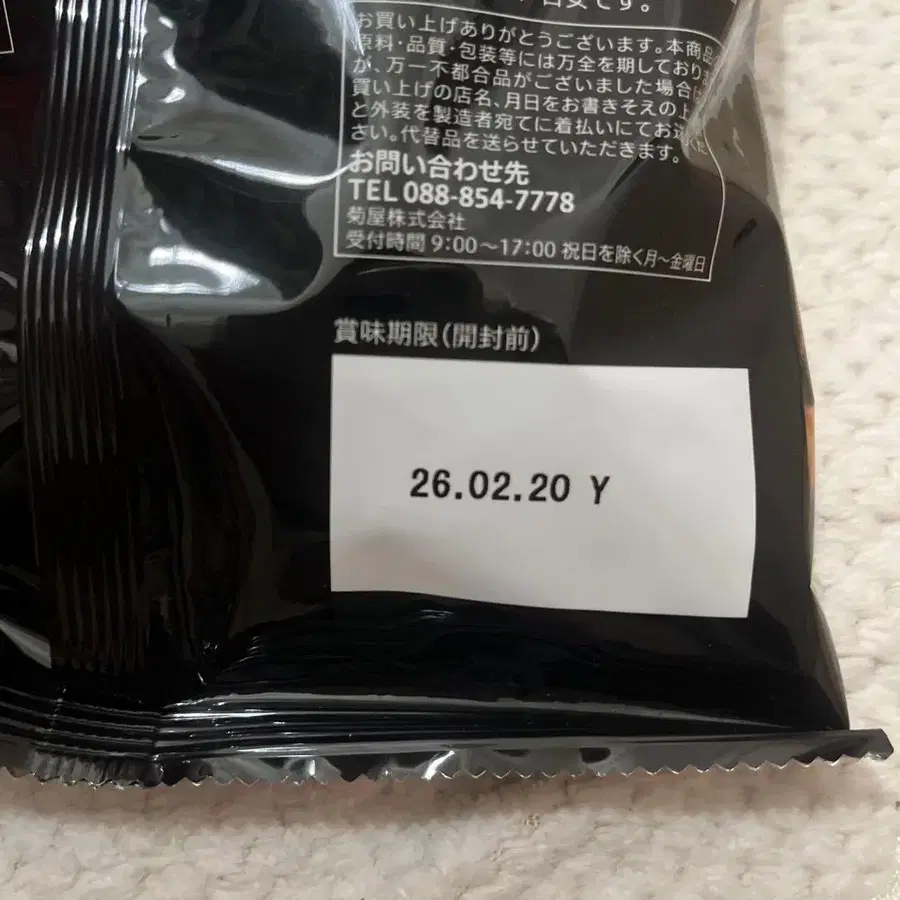 目安です。
お買い上げありがとうございます。本商品
原料・品質・包装等には万全を期しており
が、万一不都合品がございました場合は
買い上げの店名、月日をお書きそえの上
と外装を製造者宛てに着払いにてお送
さい。代替品を送らせていただきます。
お問い合わせ先
TEL 088-854-7778
菊屋株式会社
受付時間 9:00〜17:00 祝日を除く月〜金曜日
賞味期限(開封前)
26.02.20 Y